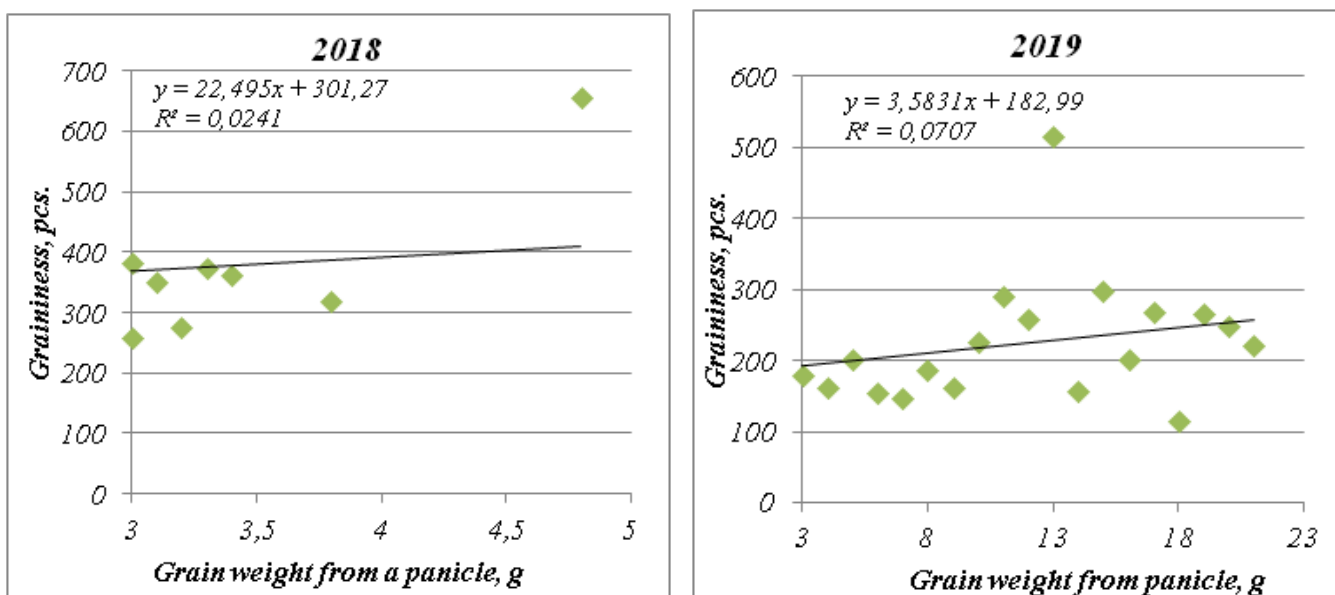 2018
y = 22,495x + 301,27
R² = 0,0241
700
600
500
400
300
200
100
0
Graininess, pcs.
3 3,5 4 4,5 5
Grain weight from a panicle, g
2019
y = 3,5831x + 182,99
R² = 0,0707
600
500
400
300
200
100
0
Graininess, pcs.
3 8 13 18 23
Grain weight from panicle, g